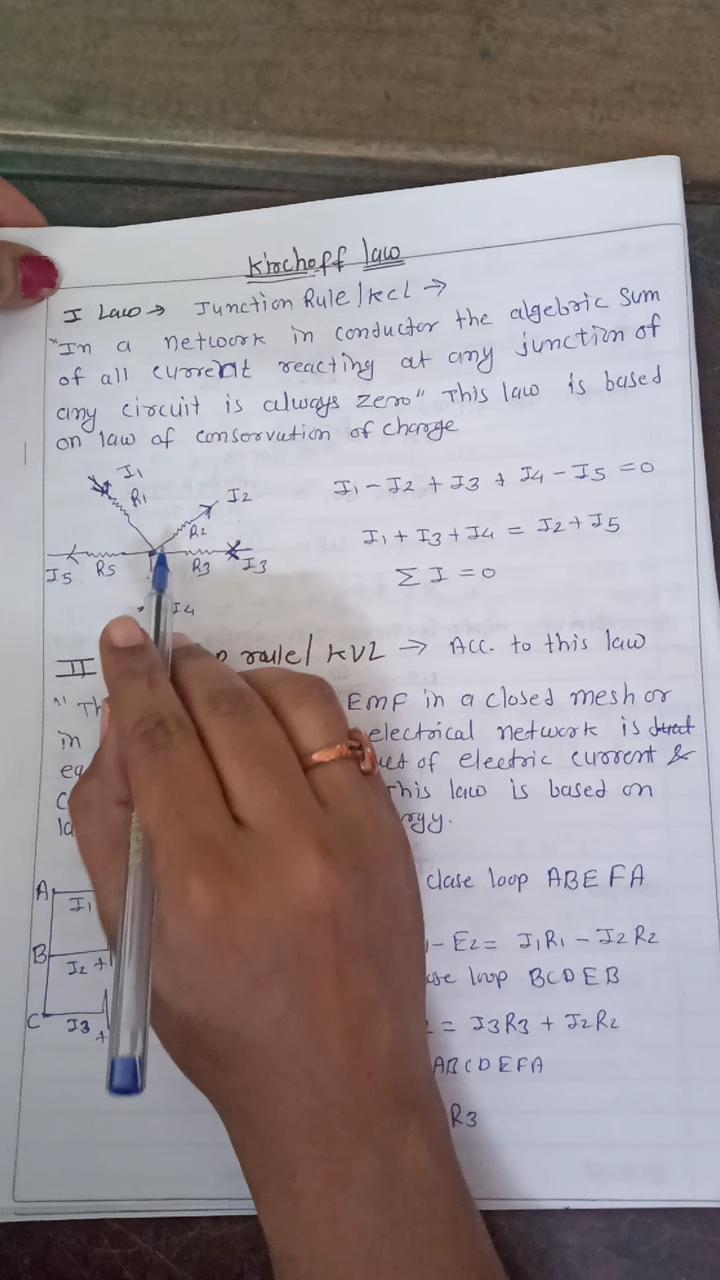 Kirchoff law
I Law → Junction Rule/KCL →
"In a network in conductor the algebric sum
of all current reacting at any junction of
any circuit is always zero" This law is based
on law of conservation of charge
I1
R1
I2
R2
I5 R5 R3 I3
I4
I1 - I2 + I3 + I4 - I5 = 0
I1 + I3 + I4 = I2 + I5
Σ I = 0
II rule/ KVL → Acc. to this law
EMF in a closed mesh or
in electrical network is
of electric current &
This law is based on
close loop ABEFA
- E2 = I1R1 - I2R2
loop BCDEB
= I3R3 + I2R2
ABCDEFA
R3
A
I1
B
I2 +
C
I3
+